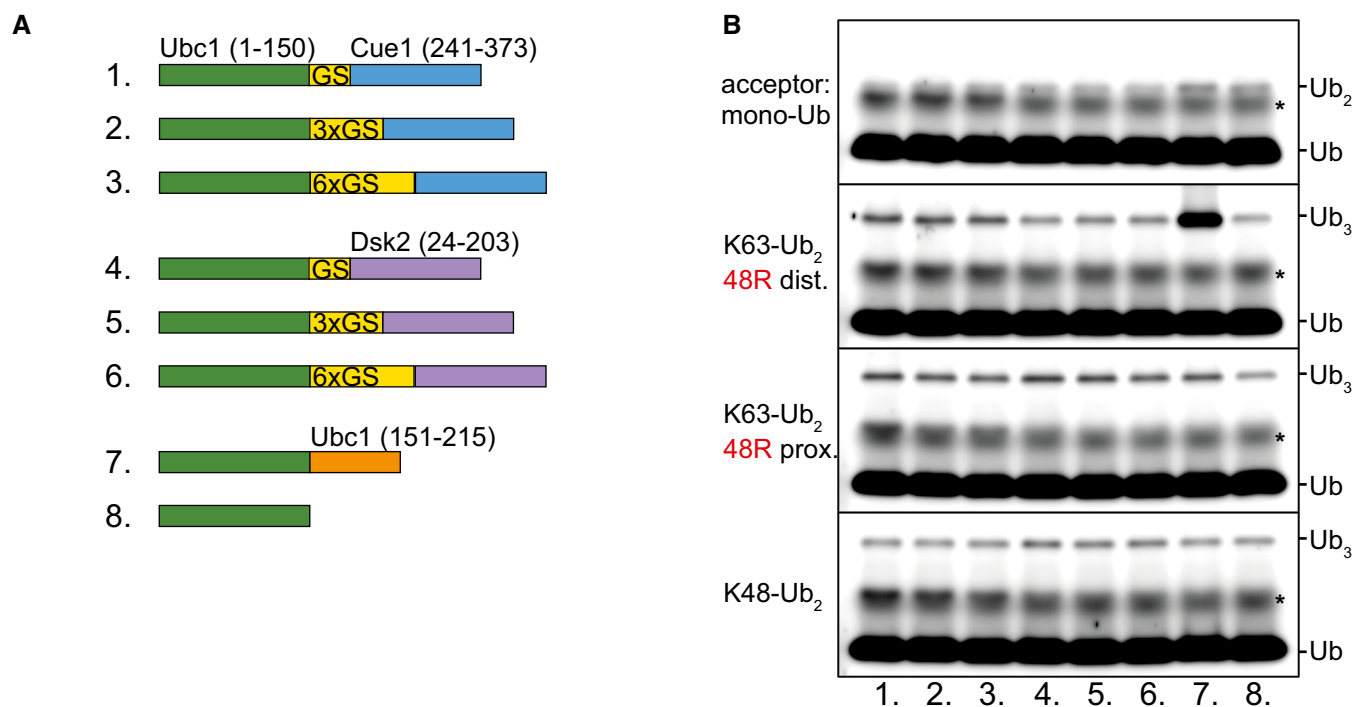 A
Ubc1 (1-150) Cue1 (241-373)
1. GS
2. 3xGS
3. 6xGS
Dsk2 (24-203)
4. GS
5. 3xGS
6. 6xGS
Ubc1 (151-215)
7.
8.
B
acceptor:
mono-Ub
Ub2
*
Ub
K63-Ub2
48R dist.
Ub3
*
Ub
K63-Ub2
48R prox.
Ub3
*
Ub
K48-Ub2
Ub3
*
Ub
1. 2. 3. 4. 5. 6. 7. 8.